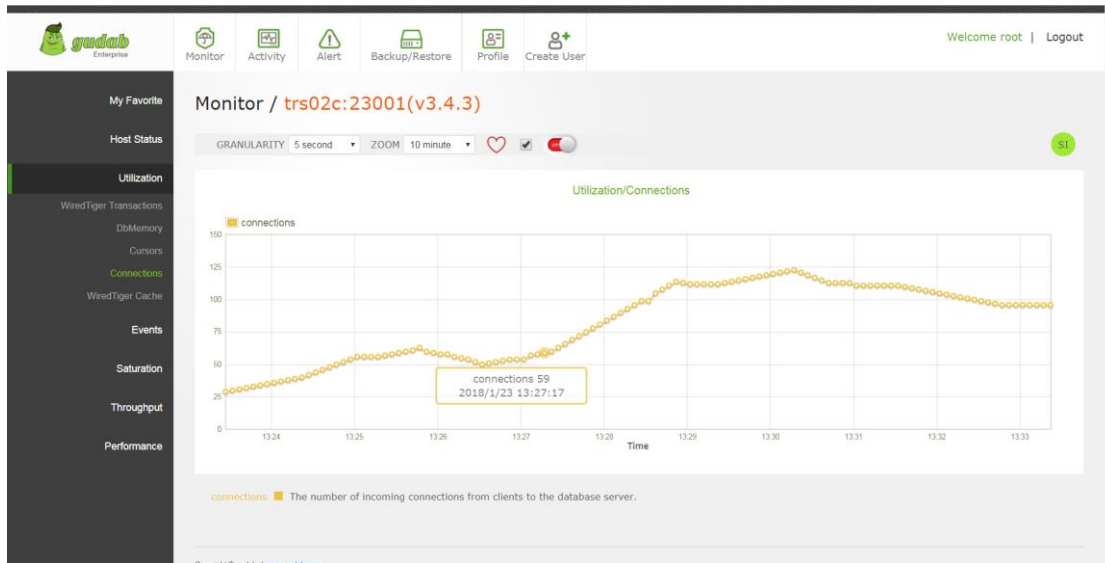 gudab
Enterprise
Monitor
Activity
Alert
Backup/Restore
Profile
Create User
Welcome root | Logout
My Favorite
Host Status
Utilization
WiredTiger Transactions
DbMemory
Cursors
Connections
WiredTiger Cache
Events
Saturation
Throughput
Performance
Monitor / trs02c:23001(v3.4.3)
GRANULARITY 5 second ZOOM 10 minute
SI
Utilization/Connections
connections
150
125
100
75
50
25
0
connections 59
2018/1/23 13:27:17
13:24 13:25 13:26 13:27 13:28 13:29 13:30 13:31 13:32 13:33
Time
connections The number of incoming connections from clients to the database server.